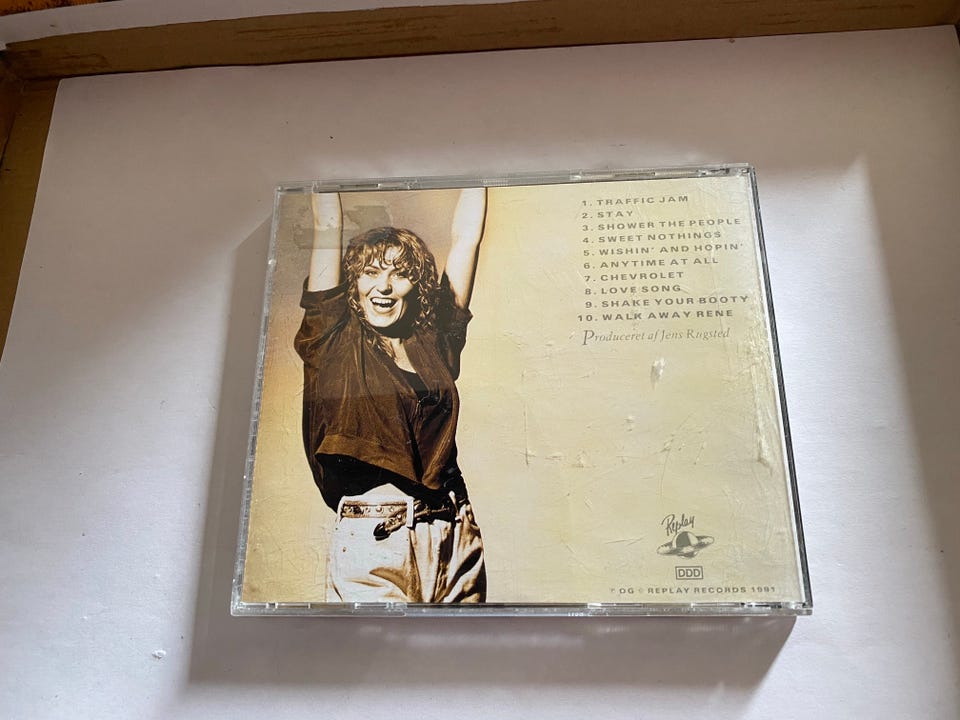 1. TRAFFIC JAM
2. STAY
3. SHOWER THE PEOPLE
4. SWEET NOTHINGS
5. WISHIN' AND HOPIN'
6. ANYTIME AT ALL
7. CHEVROLET
8. LOVE SONG
9. SHAKE YOUR BOOTY
10. WALK AWAY RENE
Produceret af Jens Rugsted
Replay
DDD
℗ OG © REPLAY RECORDS 1991